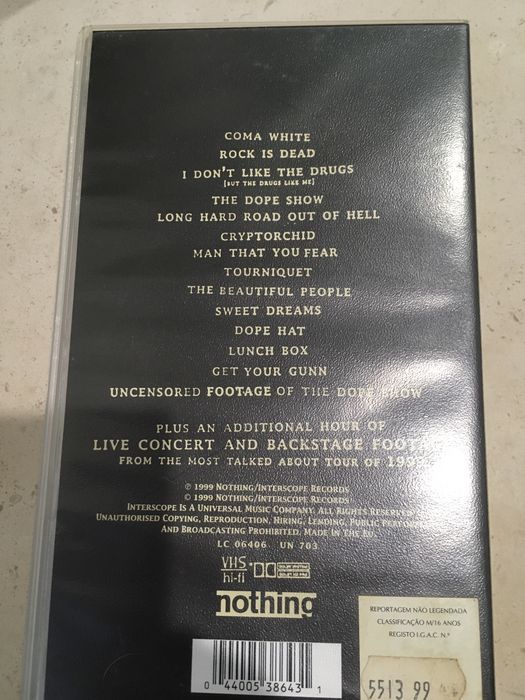 COMA WHITE
ROCK IS DEAD
I DON'T LIKE THE DRUGS
[BUT THE DRUGS LIKE ME]
THE DOPE SHOW
LONG HARD ROAD OUT OF HELL
CRYPTORCHID
MAN THAT YOU FEAR
TOURNIQUET
THE BEAUTIFUL PEOPLE
SWEET DREAMS
DOPE HAT
LUNCH BOX
GET YOUR GUNN
UNCENSORED FOOTAGE OF THE DOPE SHOW
PLUS AN ADDITIONAL HOUR OF
LIVE CONCERT AND BACKSTAGE
FROM THE MOST TALKED ABOUT TOUR OF 1999
℗ 1999 NOTHING/INTERSCOPE RECORDS
© 1999 NOTHING/INTERSCOPE RECORDS
INTERSCOPE IS A UNIVERSAL MUSIC COMPANY. ALL RIGHTS RESERVED
UNAUTHORISED COPYING, REPRODUCTION, HIRING, LENDING, PUBLIC
AND BROADCASTING PROHIBITED. MADE IN THE EU.
LC 06406 UN 703
VHS
hi-fi
nothing
REPORTAGEM NÃO LEGENDADA
CLASSIFICAÇÃO M/16 ANOS
REGISTO I.G.A.C. N.º
5513 99
0 44005 38643 1